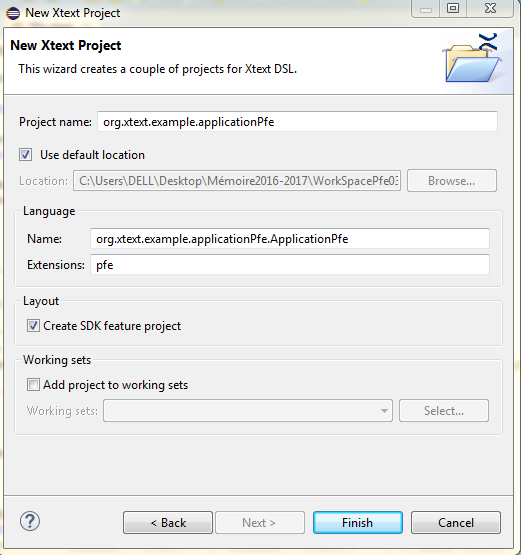 New Xtext Project
New Xtext Project
This wizard creates a couple of projects for Xtext DSL.
Project name: org.xtext.example.applicationPfe
Use default location
Location: C:\Users\DELL\Desktop\Mémoire2016-2017\WorkSpacePfe03 Browse...
Language
Name: org.xtext.example.applicationPfe.ApplicationPfe
Extensions: pfe
Layout
Create SDK feature project
Working sets
Add project to working sets
Working sets: Select...
? < Back Next > Finish Cancel